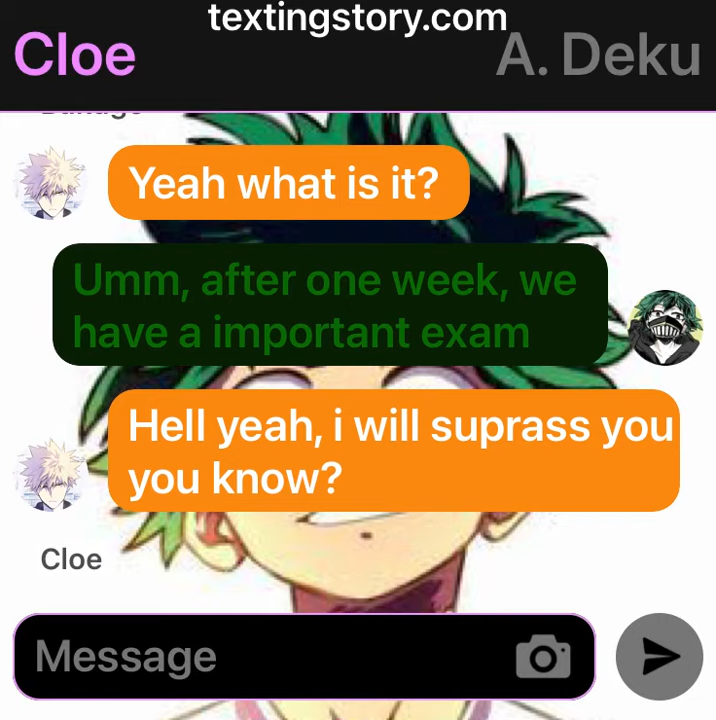 textingstory.com
Cloe
A. Deku
Yeah what is it?
Umm, after one week, we
have a important exam
Hell yeah, i will suprass you
you know?
Cloe
Message